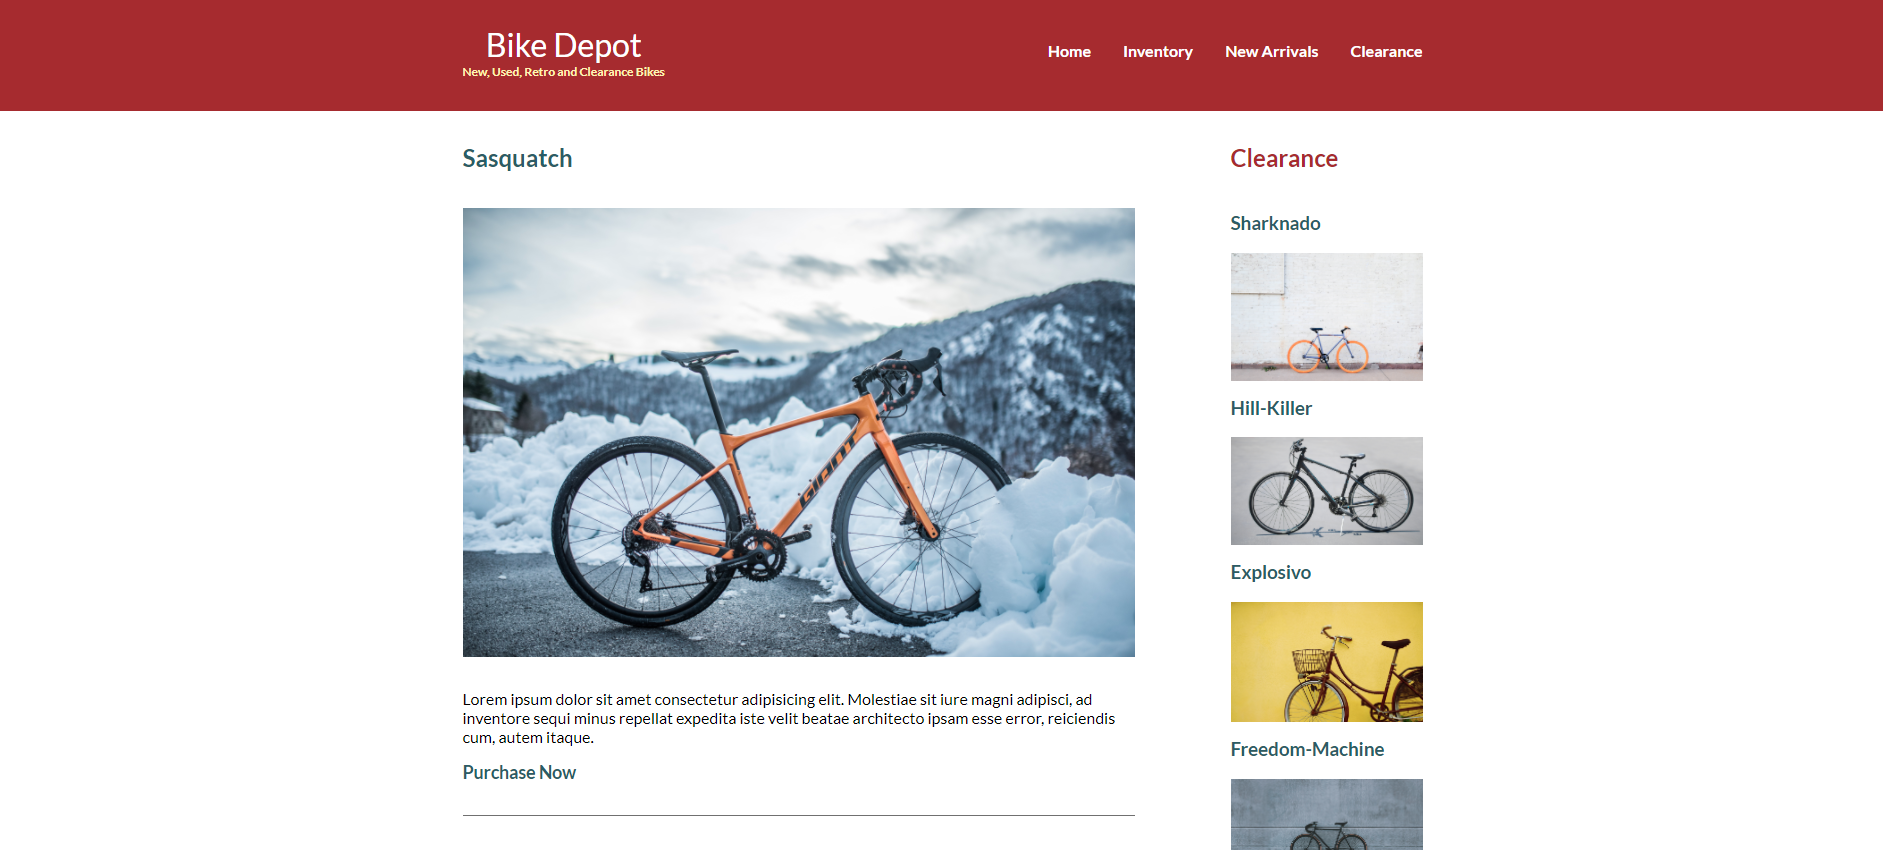 Bike Depot
New, Used, Retro and Clearance Bikes
Home Inventory New Arrivals Clearance
Sasquatch
GIANT
Lorem ipsum dolor sit amet consectetur adipisicing elit. Molestiae sit iure magni adipisci, ad
inventore sequi minus repellat expedita iste velit beatae architecto ipsam esse error, reiciendis
cum, autem itaque.
Purchase Now
Clearance
Sharknado
Hill-Killer
Explosivo
Freedom-Machine